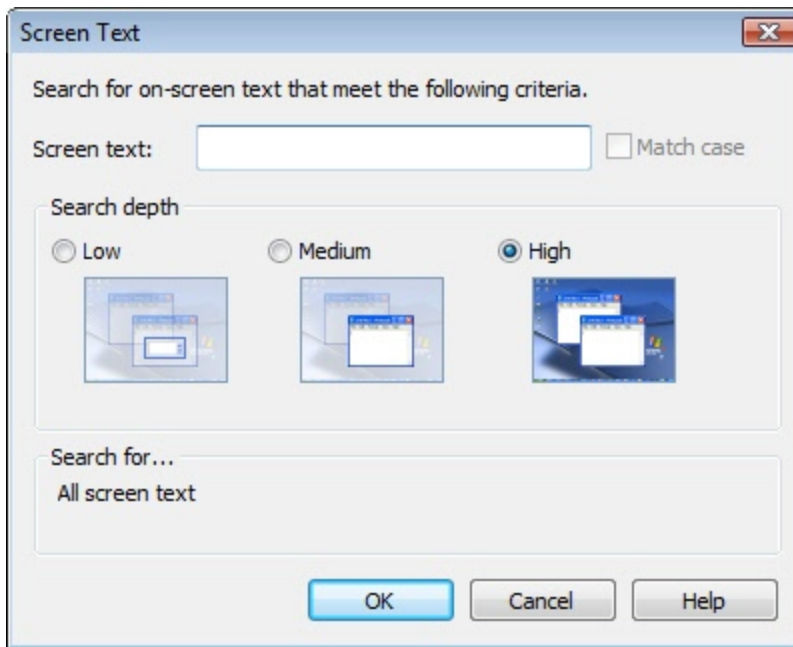 Screen Text
Search for on-screen text that meet the following criteria.
Screen text:
Match case
Search depth
Low Medium High
Search for...
All screen text
OK Cancel Help